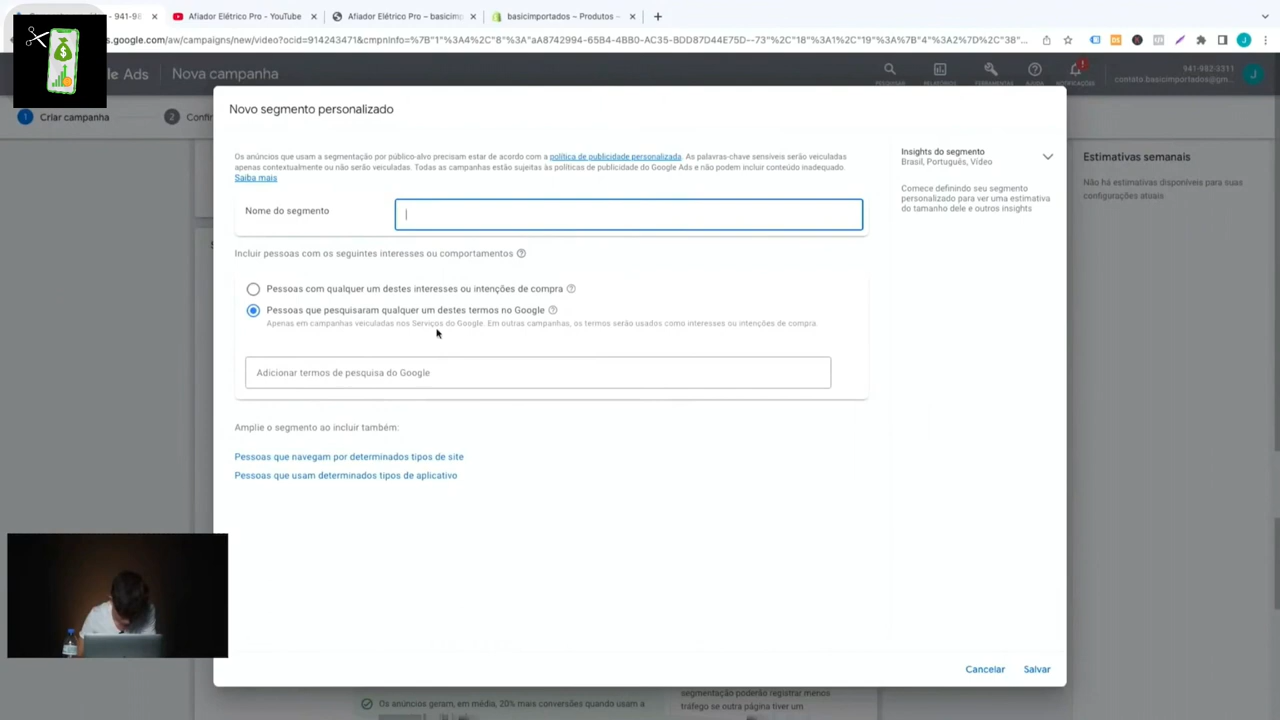 - 941-98
Afiador Elétrico Pro - YouTube
Afiador Elétrico Pro – basicimp
basicimportados – Produtos –
s.google.com/aw/campaigns/new/video?ocid=914243471&cmpnInfo=%7B"1"%3A4%2C"8"%3A"aA8742994-65B4-4BB0-AC35-BDD87D44E75D--73"%2C"18"%3A1%2C"19"%3A%7B"4"%3A2%7D%2C"38"...
Ads
Nova campanha
PESQUISAR
RELATÓRIOS
FERRAMENTAS
AJUDA
NOTIFICAÇÕES
941-982-3311
contato.basicimportados@gm...
J
1 Criar campanha
2 Confir
Novo segmento personalizado
Os anúncios que usam a segmentação por público-alvo precisam estar de acordo com a política de publicidade personalizada. As palavras-chave sensíveis serão veiculadas
apenas contextualmente ou não serão veiculadas. Todas as campanhas estão sujeitas às políticas de publicidade do Google Ads e não podem incluir conteúdo inadequado.
Saiba mais
Nome do segmento
Incluir pessoas com os seguintes interesses ou comportamentos
Pessoas com qualquer um destes interesses ou intenções de compra
Pessoas que pesquisaram qualquer um destes termos no Google
Apenas em campanhas veiculadas nos Serviços do Google. Em outras campanhas, os termos serão usados como interesses ou intenções de compra.
Adicionar termos de pesquisa do Google
Amplie o segmento ao incluir também:
Pessoas que navegam por determinados tipos de site
Pessoas que usam determinados tipos de aplicativo
Insights do segmento
Brasil, Português, Vídeo
Comece definindo seu segmento
personalizado para ver uma estimativa
do tamanho dele e outros insights
Estimativas semanais
Não há estimativas disponíveis para suas
configurações atuais
Cancelar
Salvar
Os anúncios geram, em média, 20% mais conversões quando usam a
segmentação poderão registrar menos
tráfego se outra página tiver um